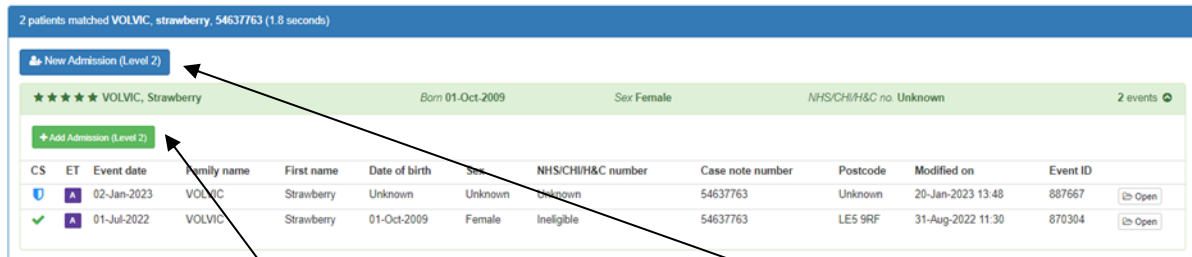 2 patients matched VOLVIC, strawberry, 54637763 (1.8 seconds)
New Admission (Level 2)
★★★★★ VOLVIC, Strawberry Born 01-Oct-2009 Sex Female NHS/CHI/H&C no. Unknown 2 events
+ Add Admission (Level 2)
CS ET Event date Family name First name Date of birth Sex NHS/CHI/H&C number Case note number Postcode Modified on Event ID
A 02-Jan-2023 VOLVIC Strawberry Unknown Unknown Unknown 54637763 Unknown 20-Jan-2023 13:48 887667 Open
A 01-Jul-2022 VOLVIC Strawberry 01-Oct-2009 Female Ineligible 54637763 LE5 9RF 31-Aug-2022 11:30 870304 Open